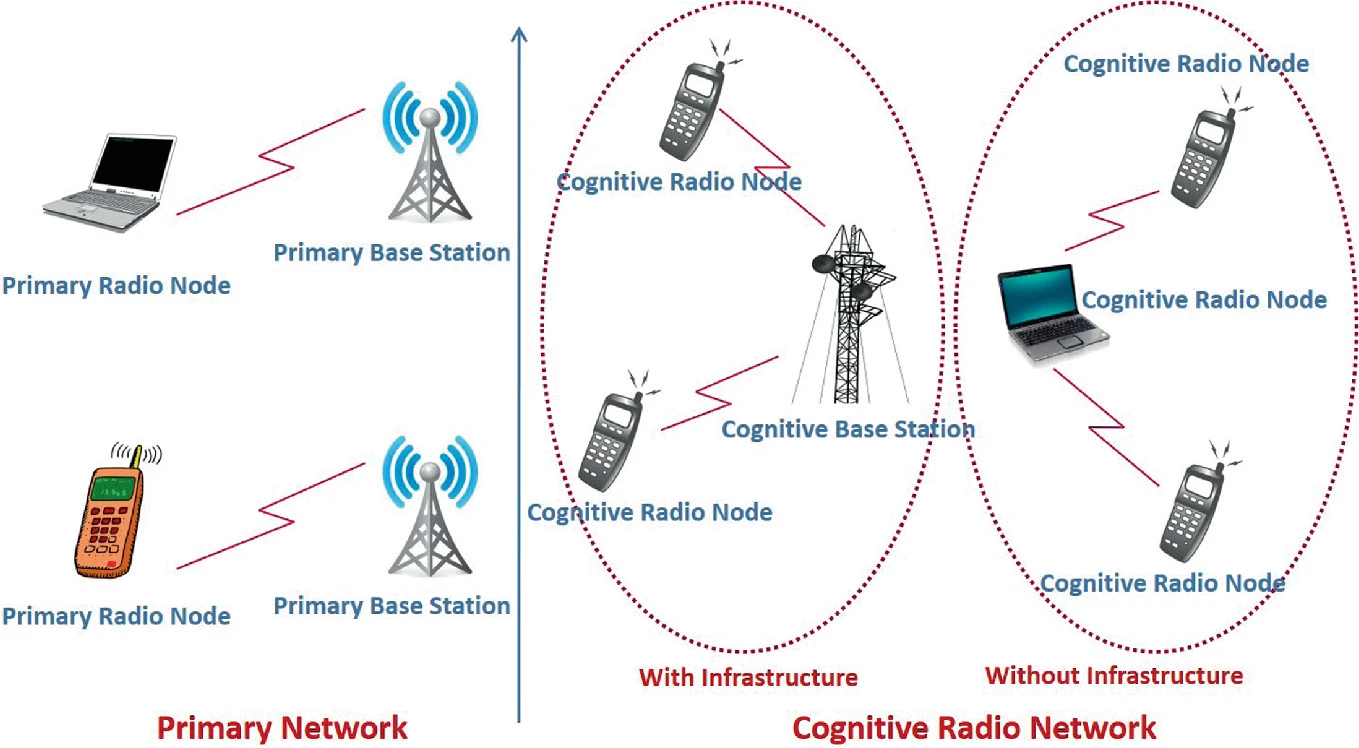 Primary Base Station
Primary Radio Node
Primary Base Station
Primary Radio Node
Primary Network
Cognitive Radio Node
Cognitive Base Station
Cognitive Radio Node
With Infrastructure
Cognitive Radio Node
Cognitive Radio Node
Cognitive Radio Node
Without Infrastructure
Cognitive Radio Network